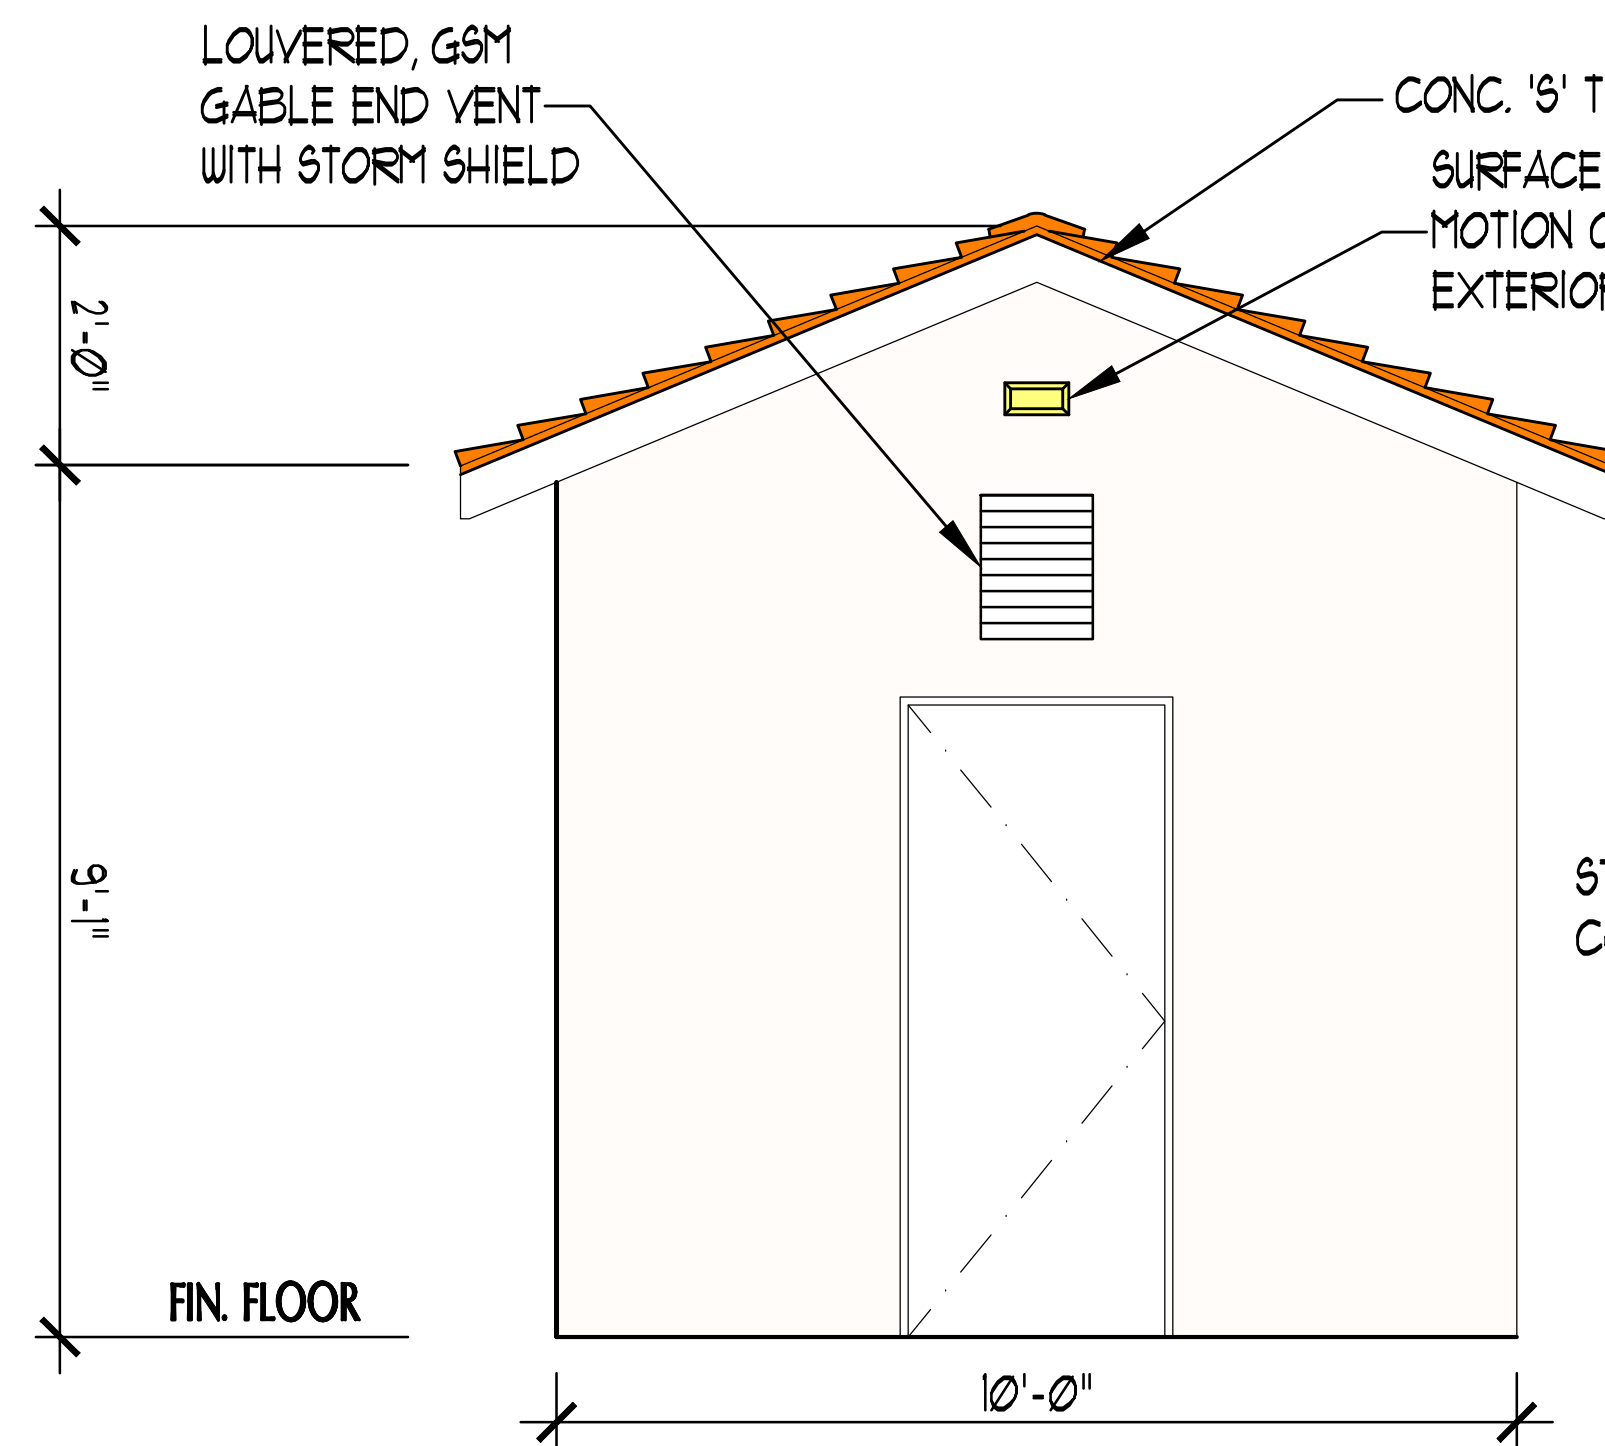 LOUVERED, GSM
GABLE END VENT
WITH STORM SHIELD
CONC. 'S'
SURFACE
MOTION
2'-0"
9'-1"
FIN. FLOOR
10'-0"